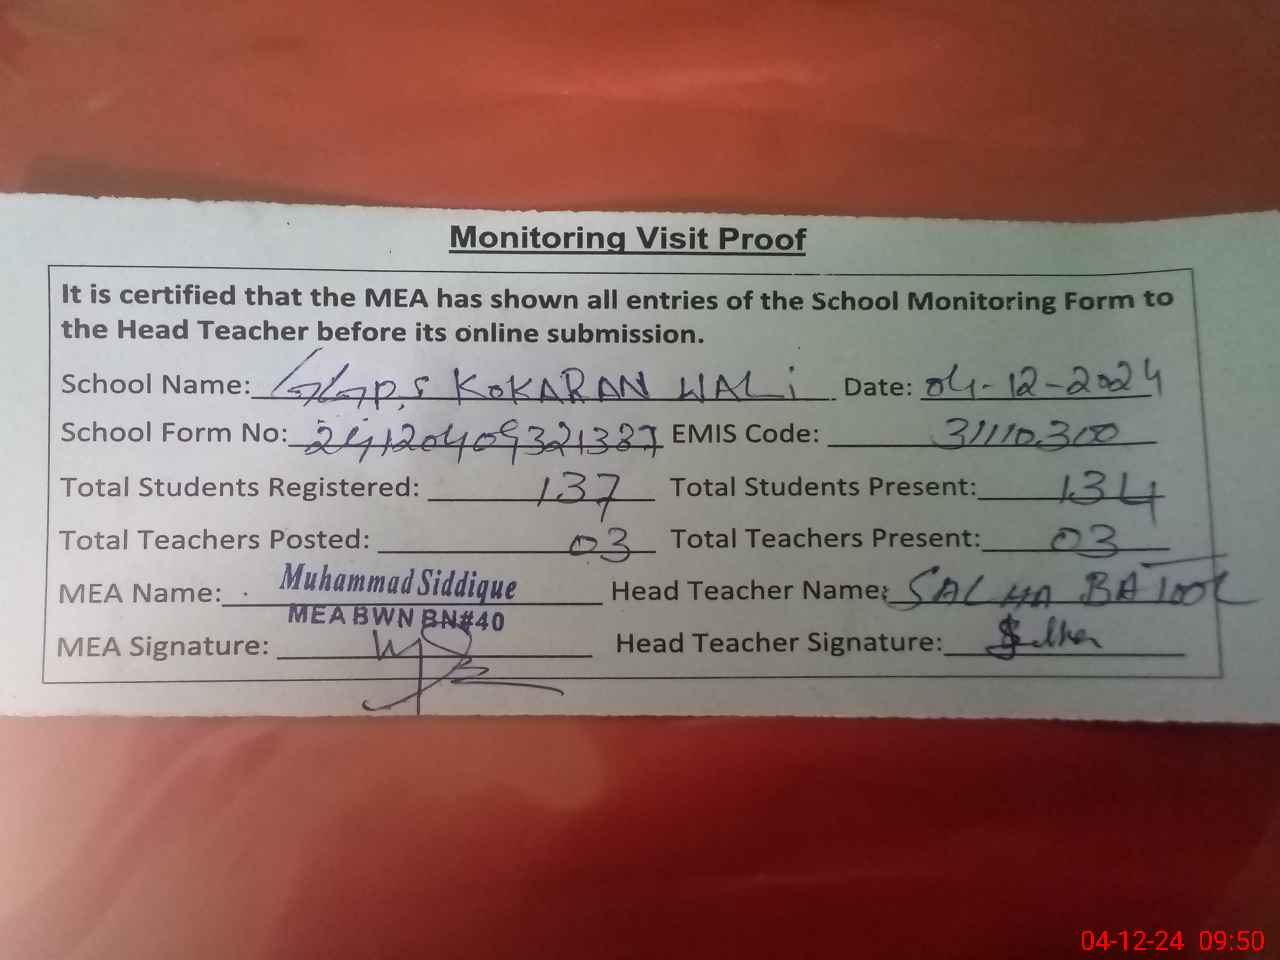 Monitoring Visit Proof
It is certified that the MEA has shown all entries of the School Monitoring Form to
the Head Teacher before its online submission.
School Name: GGPS KOKARAN WALi Date: 04-12-2024
School Form No: 24120409321387 EMIS Code: 31110300
Total Students Registered: 137 Total Students Present: 134
Total Teachers Posted: 03 Total Teachers Present: 03
MEA Name: Muhammad Siddique Head Teacher Name: SALHA BATOOL
MEA BWN BN#40
MEA Signature: Head Teacher Signature:
04-12-24 09:50